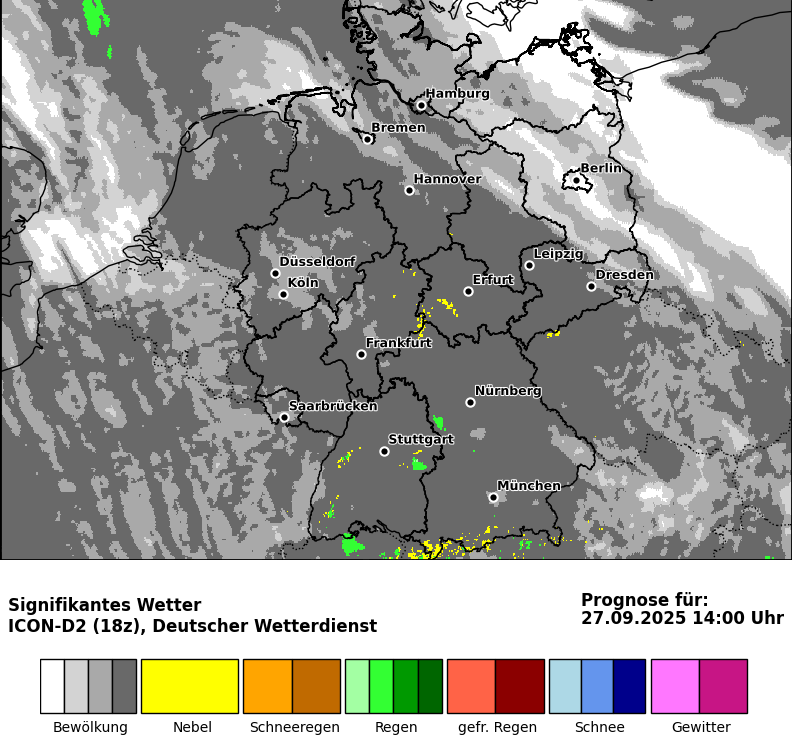 Hamburg
Bremen
Berlin
Hannover
Leipzig
Düsseldorf
Dresden
Köln
Erfurt
Frankfurt
Nürnberg
Saarbrücken
Stuttgart
München
Signifikantes Wetter
ICON-D2 (18z), Deutscher Wetterdienst
Prognose für:
27.09.2025 14:00 Uhr
Bewölkung
Nebel
Schneeregen
Regen
gefr. Regen
Schnee
Gewitter